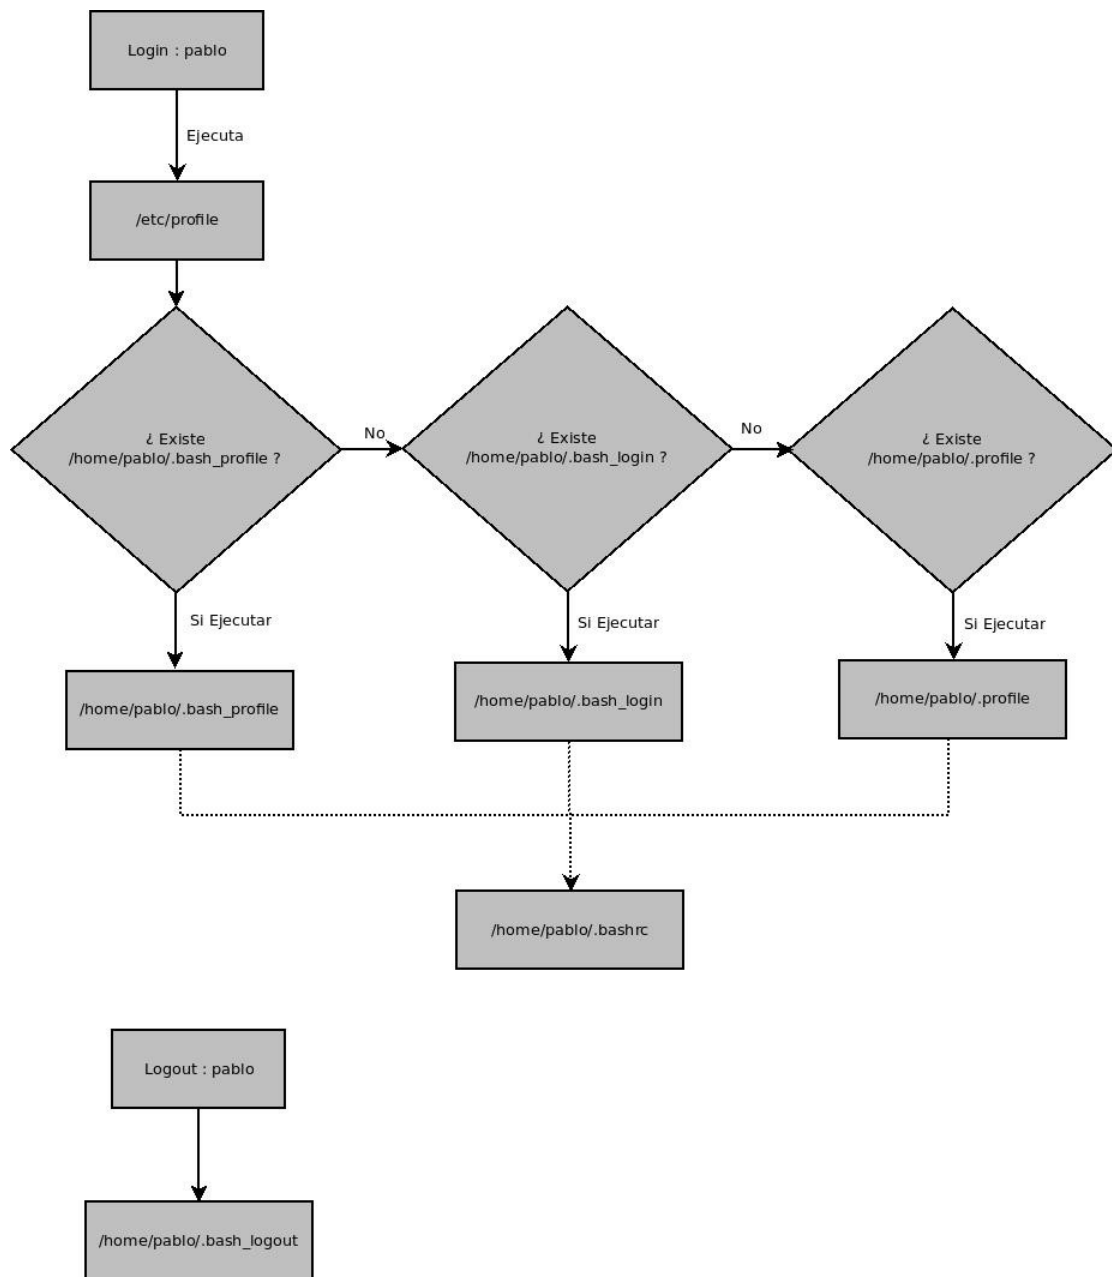 Login : pablo
Ejecuta
/etc/profile
¿ Existe
/home/pablo/.bash_profile ?
No
¿ Existe
/home/pablo/.bash_login ?
No
¿ Existe
/home/pablo/.profile ?
Si Ejecutar
Si Ejecutar
Si Ejecutar
/home/pablo/.bash_profile
/home/pablo/.bash_login
/home/pablo/.profile
/home/pablo/.bashrc
Logout : pablo
/home/pablo/.bash_logout